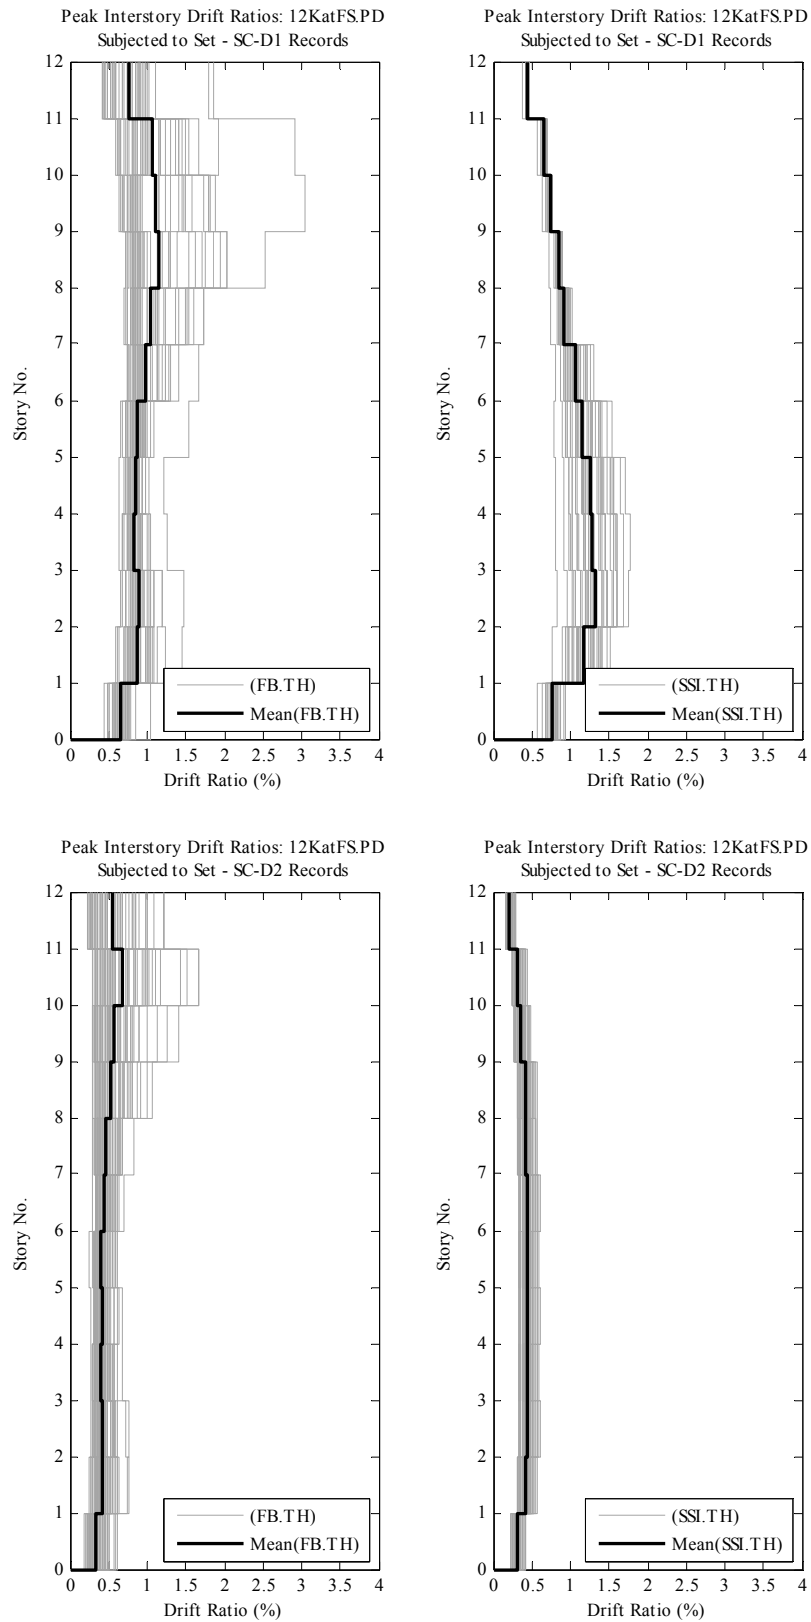 Peak Interstory Drift Ratios: 12KatFS.PD
Subjected to Set - SC-D1 Records
12
11
10
9
8
7
6
5
4
3
2
1
0
Story No.
(FB.TH)
Mean(FB.TH)
0 0.5 1 1.5 2 2.5 3 3.5 4
Drift Ratio (%)
Peak Interstory Drift Ratios: 12KatFS.PD
Subjected to Set - SC-D1 Records
12
11
10
9
8
7
6
5
4
3
2
1
0
Story No.
(SSI.TH)
Mean(SSI.TH)
0 0.5 1 1.5 2 2.5 3 3.5 4
Drift Ratio (%)
Peak Interstory Drift Ratios: 12KatFS.PD
Subjected to Set - SC-D2 Records
12
11
10
9
8
7
6
5
4
3
2
1
0
Story No.
(FB.TH)
Mean(FB.TH)
0 0.5 1 1.5 2 2.5 3 3.5 4
Drift Ratio (%)
Peak Interstory Drift Ratios: 12KatFS.PD
Subjected to Set - SC-D2 Records
12
11
10
9
8
7
6
5
4
3
2
1
0
Story No.
(SSI.TH)
Mean(SSI.TH)
0 0.5 1 1.5 2 2.5 3 3.5 4
Drift Ratio (%)